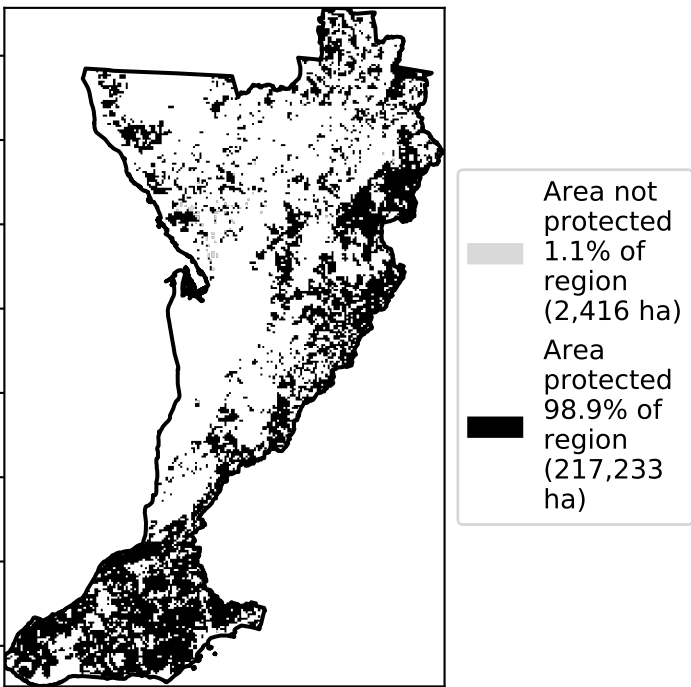 Area not
protected
1.1% of
region
(2,416 ha)
Area
protected
98.9% of
region
(217,233
ha)